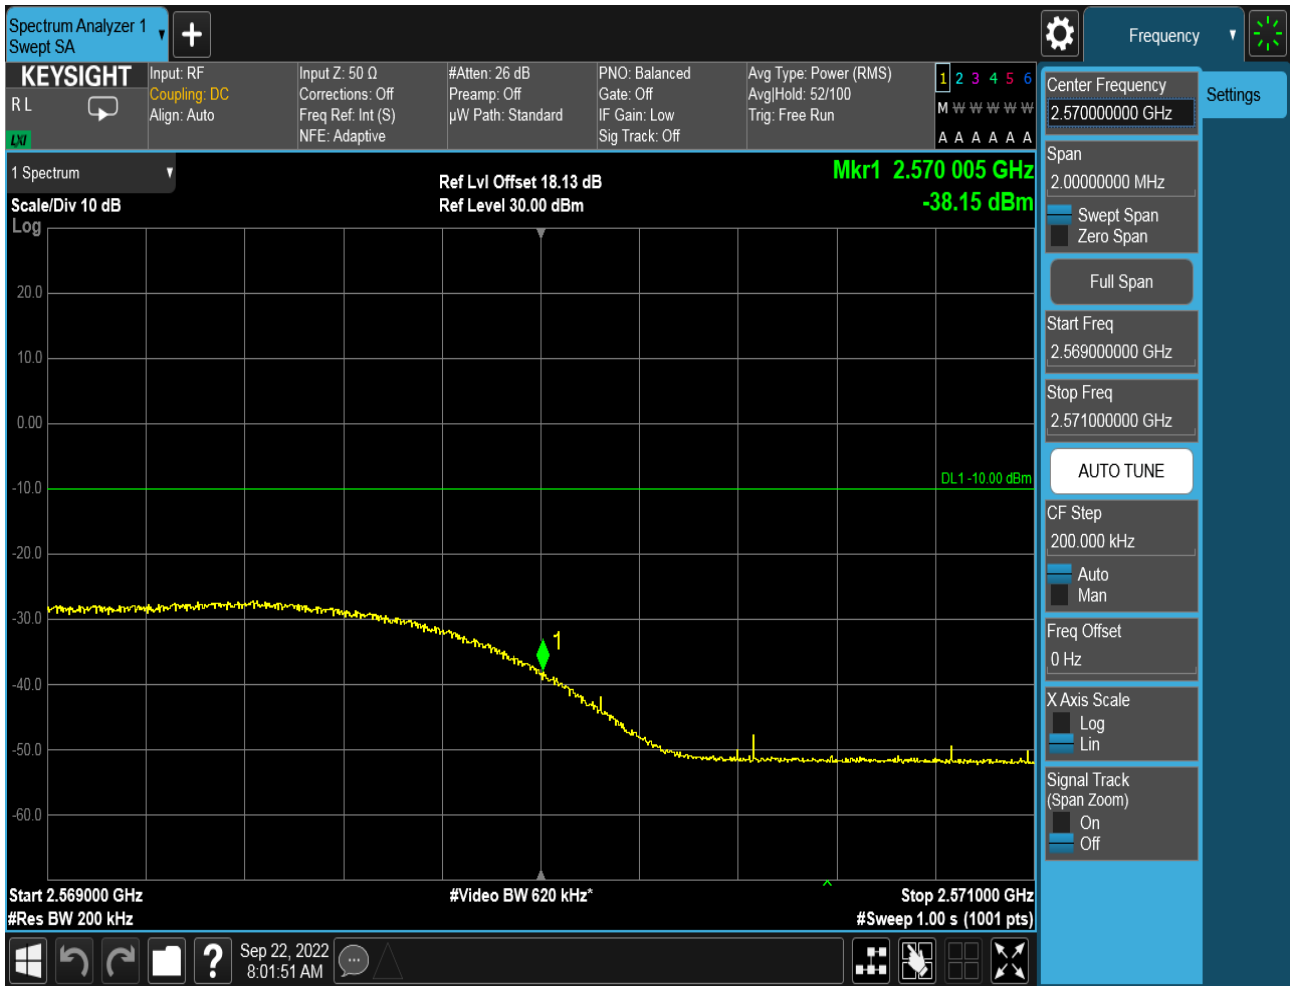 Spectrum Analyzer 1
Swept SA
Frequency
KEYSIGHT
R L
LXI
Input: RF
Coupling: DC
Align: Auto
Input Z: 50 Ω
Corrections: Off
Freq Ref: Int (S)
NFE: Adaptive
#Atten: 26 dB
Preamp: Off
µW Path: Standard
PNO: Balanced
Gate: Off
IF Gain: Low
Sig Track: Off
Avg Type: Power (RMS)
Avg|Hold: 52/100
Trig: Free Run
1 2 3 4 5 6
M W W W W W
A A A A A A
1 Spectrum
Scale/Div 10 dB
Log
Ref Lvl Offset 18.13 dB
Ref Level 30.00 dBm
Mkr1 2.570 005 GHz
-38.15 dBm
20.0
10.0
0.00
-10.0
-20.0
-30.0
-40.0
-50.0
-60.0
DL1 -10.00 dBm
1
Start 2.569000 GHz
#Res BW 200 kHz
#Video BW 620 kHz*
Stop 2.571000 GHz
#Sweep 1.00 s (1001 pts)
Center Frequency
2.570000000 GHz
Settings
Span
2.00000000 MHz
Swept Span
Zero Span
Full Span
Start Freq
2.569000000 GHz
Stop Freq
2.571000000 GHz
AUTO TUNE
CF Step
200.000 kHz
Auto
Man
Freq Offset
0 Hz
X Axis Scale
Log
Lin
Signal Track
(Span Zoom)
On
Off
?
Sep 22, 2022
8:01:51 AM